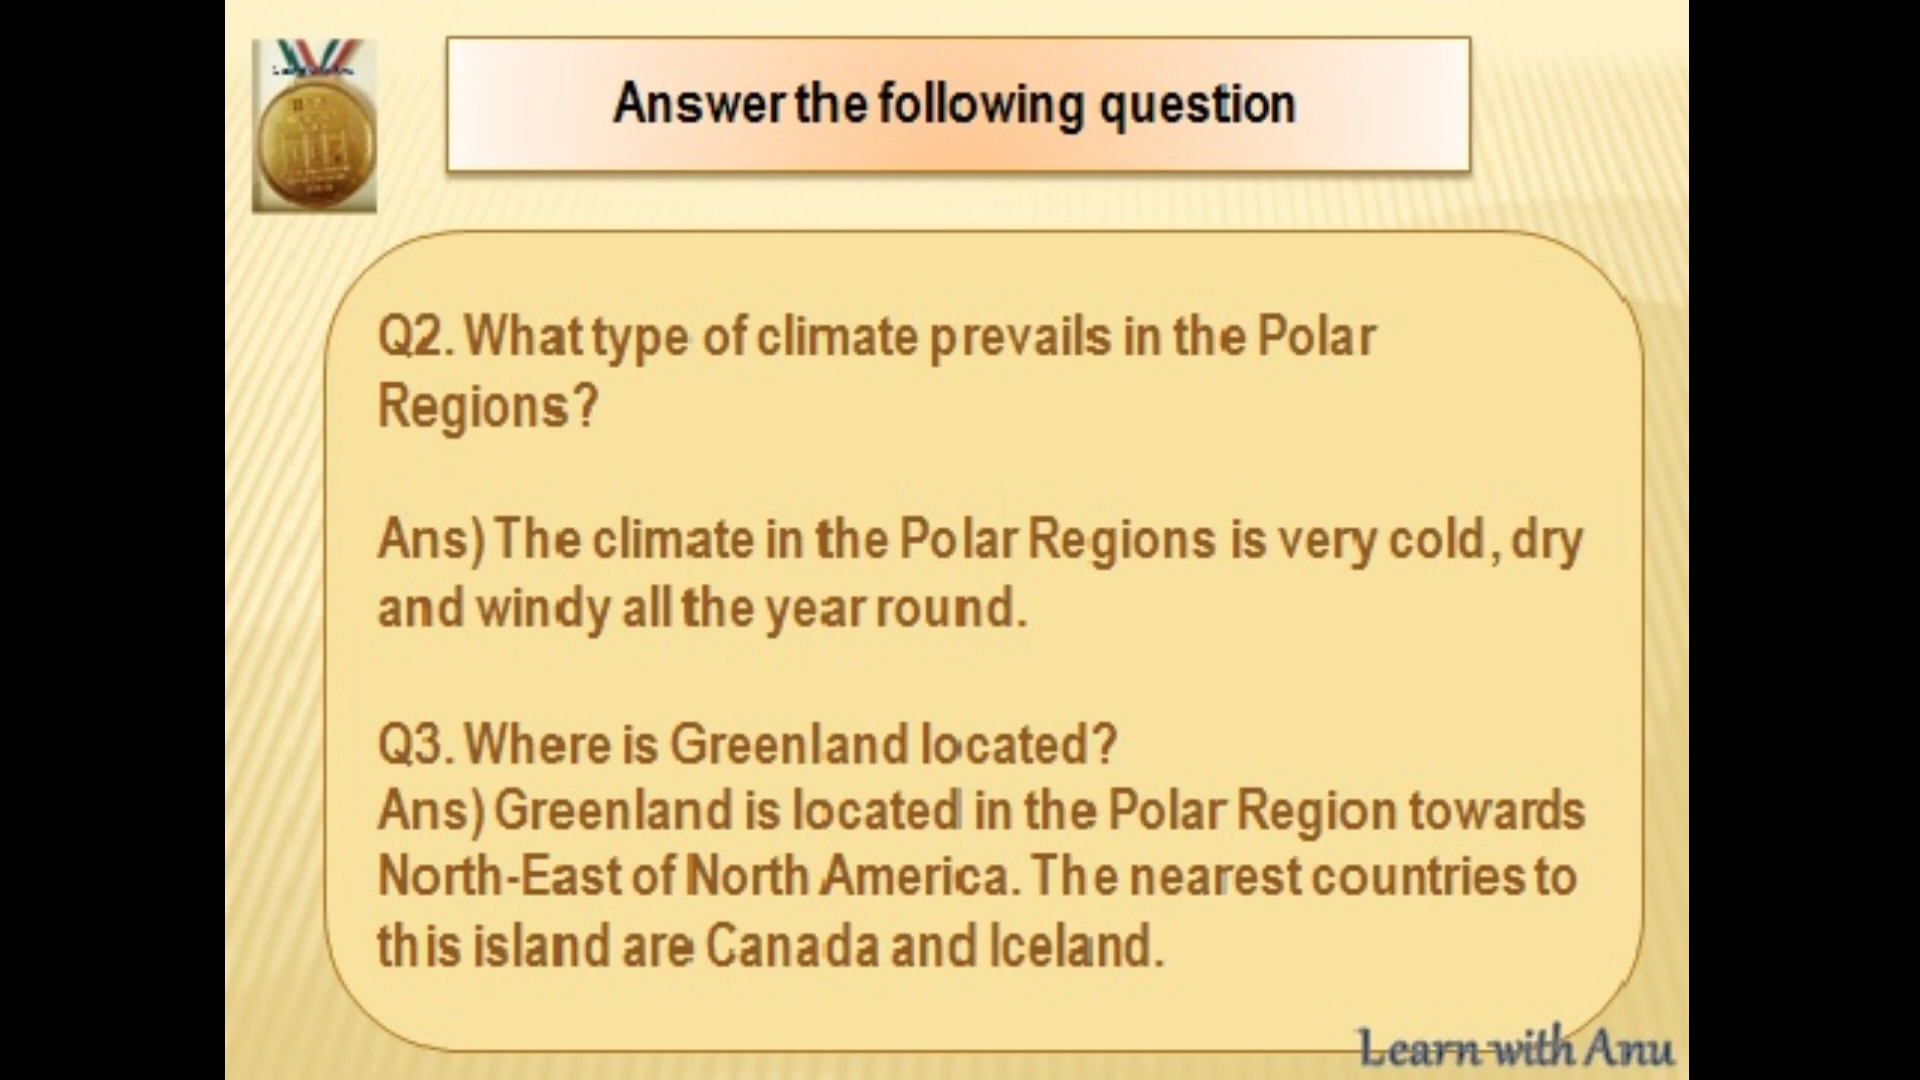 Answer the following question
Q2. What type of climate prevails in the Polar
Regions?
Ans) The climate in the Polar Regions is very cold, dry
and windy all the year round.
Q3. Where is Greenland located?
Ans) Greenland is located in the Polar Region towards
North-East of North America. The nearest countries to
this island are Canada and Iceland.
Learn with Anu